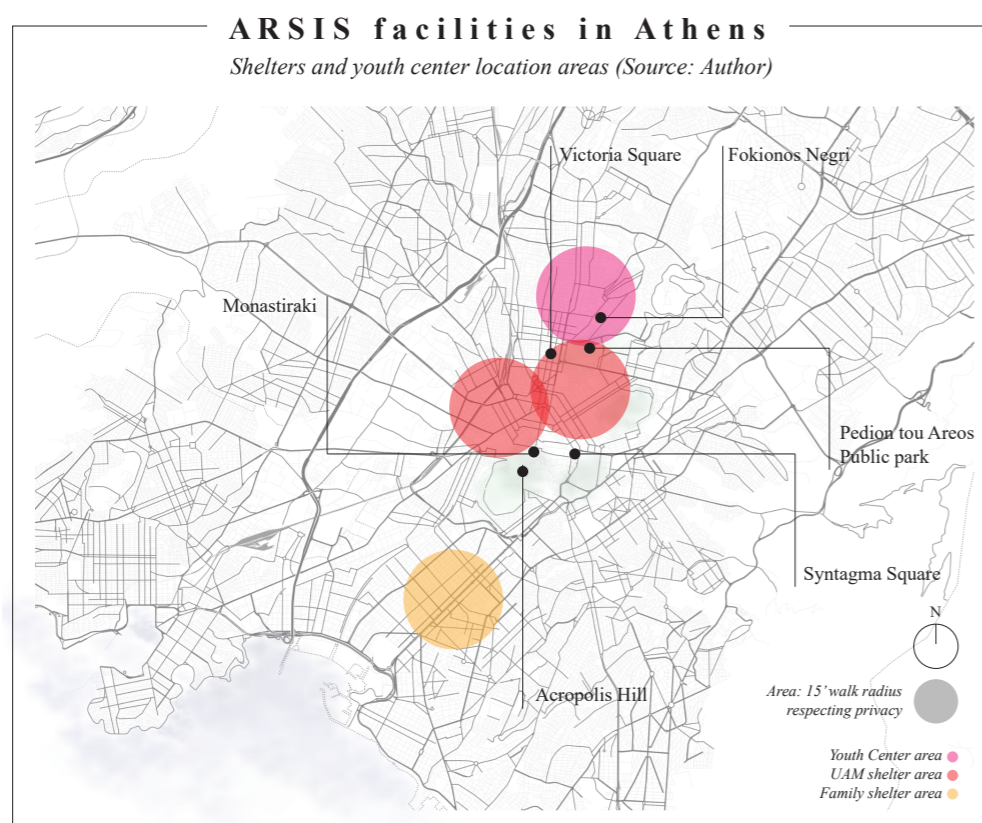 ARSIS facilities in Athens
Shelters and youth center location areas (Source: Author)
Victoria Square
Fokionos Negri
Monastiraki
Pedion tou Areos
Public park
Syntagma Square
Acropolis Hill
N
Area: 15' walk radius
respecting privacy
Youth Center area
UAM shelter area
Family shelter area